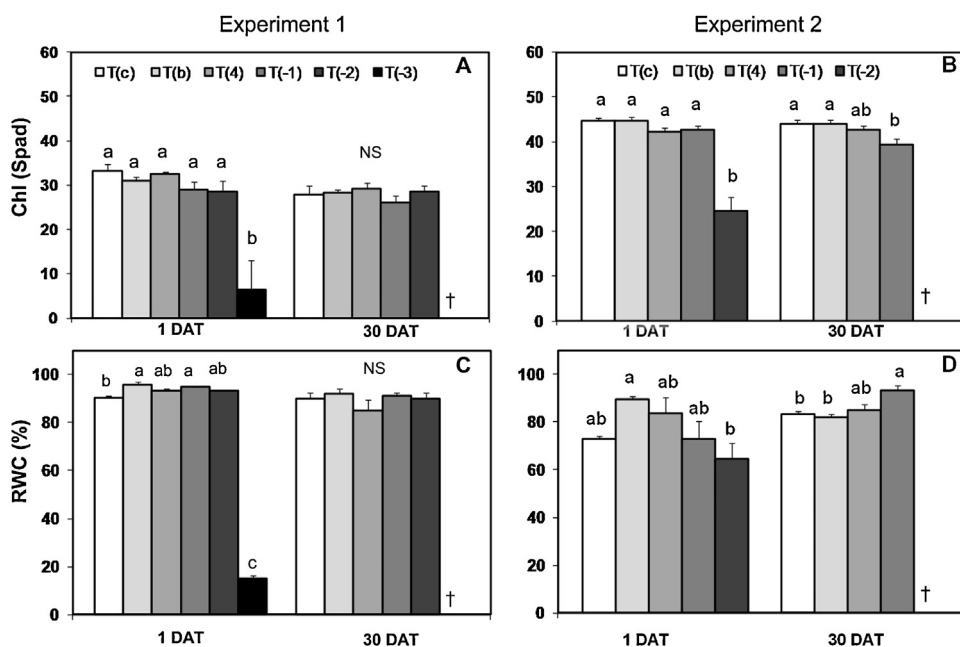 Experiment 1
Experiment 2
60
50
40
30
20
10
0
Chl (Spad)
T(c) T(b) T(4) T(-1) T(-2) T(-3)
A
a a a a a b
NS
†
1 DAT 30 DAT
60
50
40
30
20
10
0
T(c) T(b) T(4) T(-1) T(-2)
B
a a a a b
a a ab b
†
1 DAT 30 DAT
100
80
60
40
20
0
RWC (%)
C
b a ab a ab c
NS
†
1 DAT 30 DAT
100
80
60
40
20
0
D
ab a ab ab b
b b ab a
†
1 DAT 30 DAT